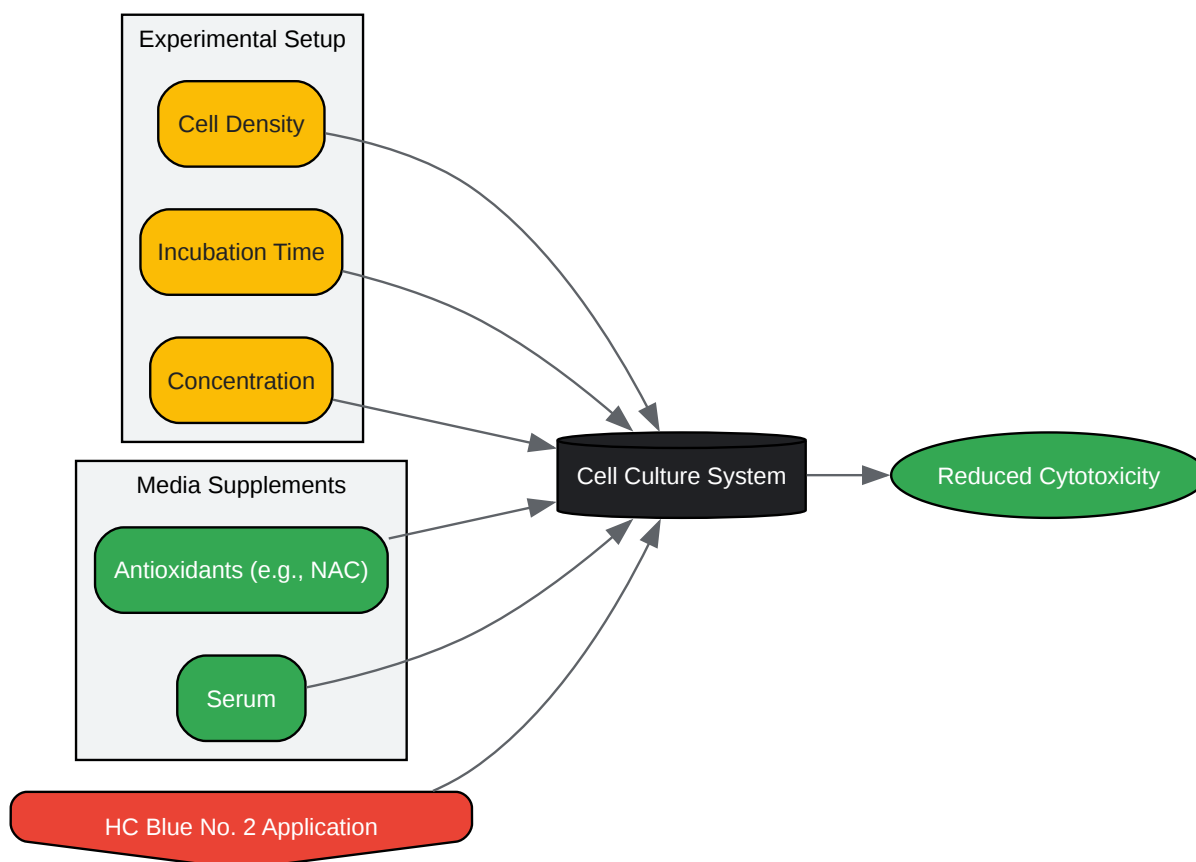 Experimental Setup
Cell Density
Incubation Time
Concentration
Media Supplements
Antioxidants (e.g., NAC)
Serum
HC Blue No. 2 Application
Cell Culture System
Reduced Cytotoxicity